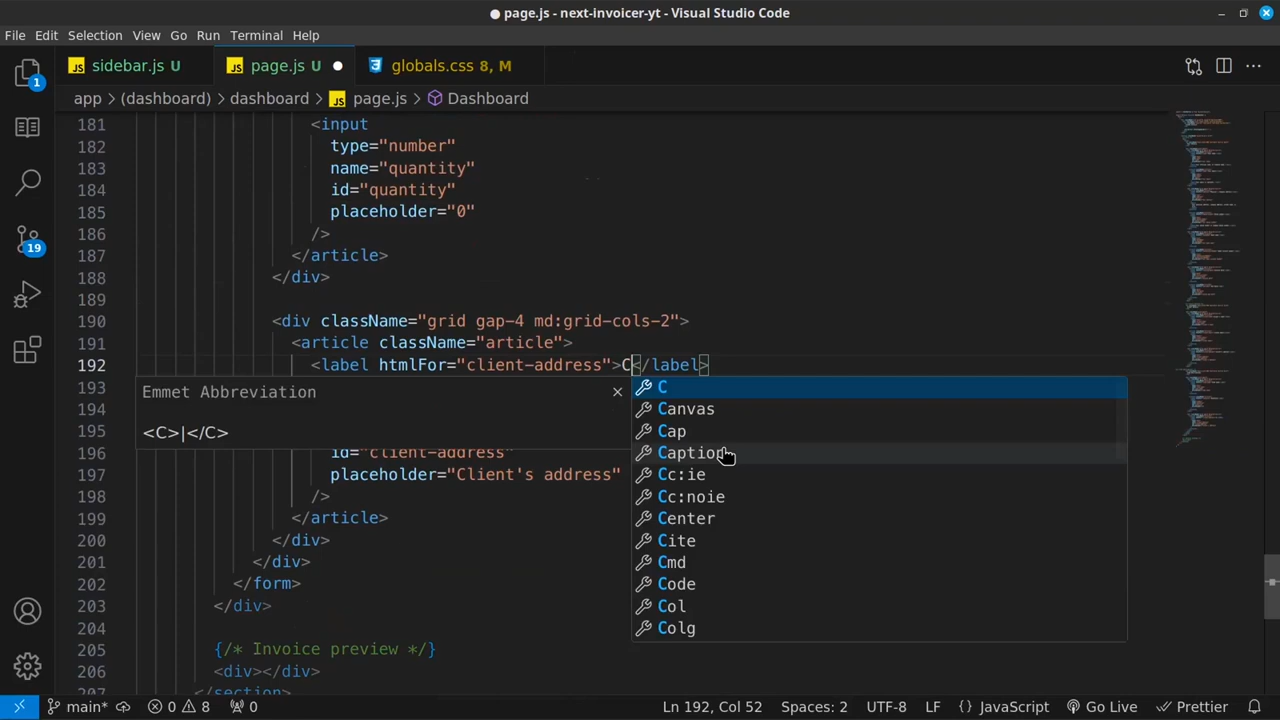 page.js - next-invoicer-yt - Visual Studio Code
File Edit Selection View Go Run Terminal Help
sidebar.js U page.js U globals.css 8, M
app > (dashboard) > dashboard > page.js > Dashboard
1
19
181 <input
182 type="number"
183 name="quantity"
184 id="quantity"
185 placeholder="0"
186 />
187 </article>
188 </div>
189
190 <div className="grid gap-4 md:grid-cols-2">
191 <article className="article">
192 <label htmlFor="client-address">C</label>
193
194
195
196 id="client-address"
197 placeholder="Client's address"
198 />
199 </article>
200 </div>
201 </div>
202 </form>
203 </div>
204
205 {/* Invoice preview */}
206 <div></div>
207 </section>
Emmet Abbreviation
<C>|</C>
C
Canvas
Cap
Caption
Cc:ie
Cc:noie
Center
Cite
Cmd
Code
Col
Colg
main* 0 8 0 Ln 192, Col 52 Spaces: 2 UTF-8 LF {} JavaScript Go Live Prettier